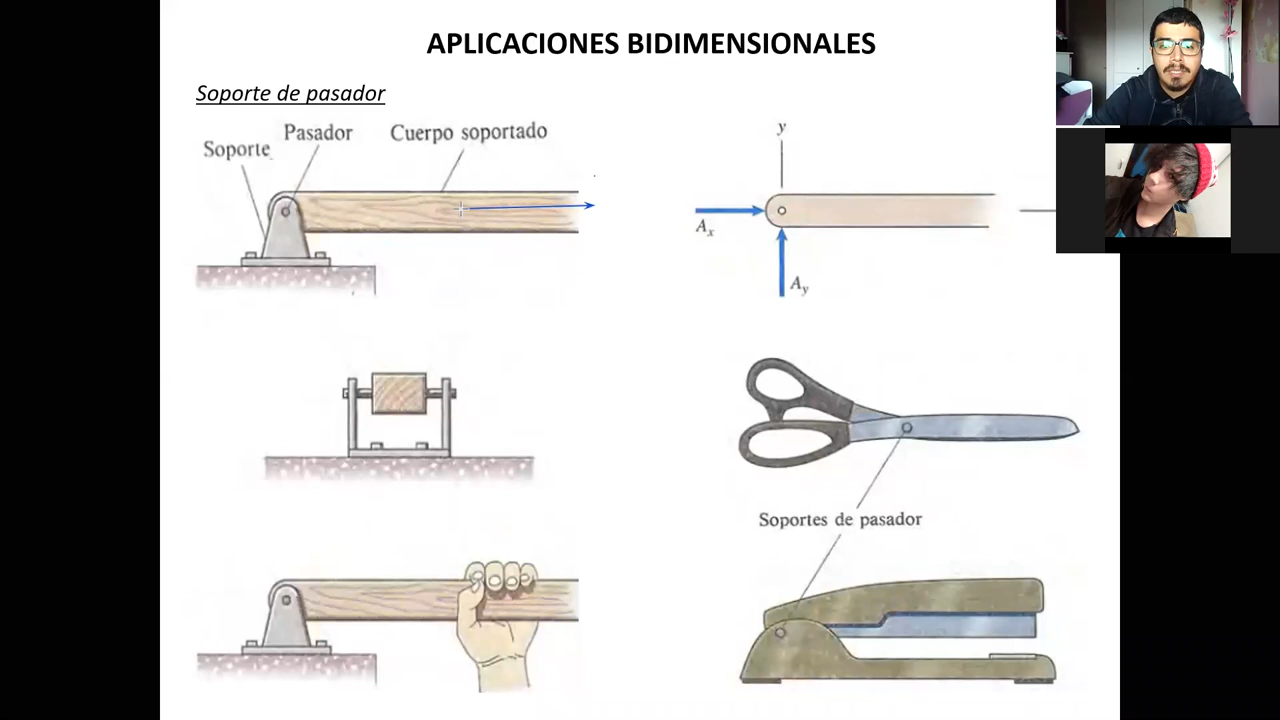 APLICACIONES BIDIMENSIONALES
Soporte de pasador
Soporte
Pasador
Cuerpo soportado
y
Ax
Ay
Soportes de pasador